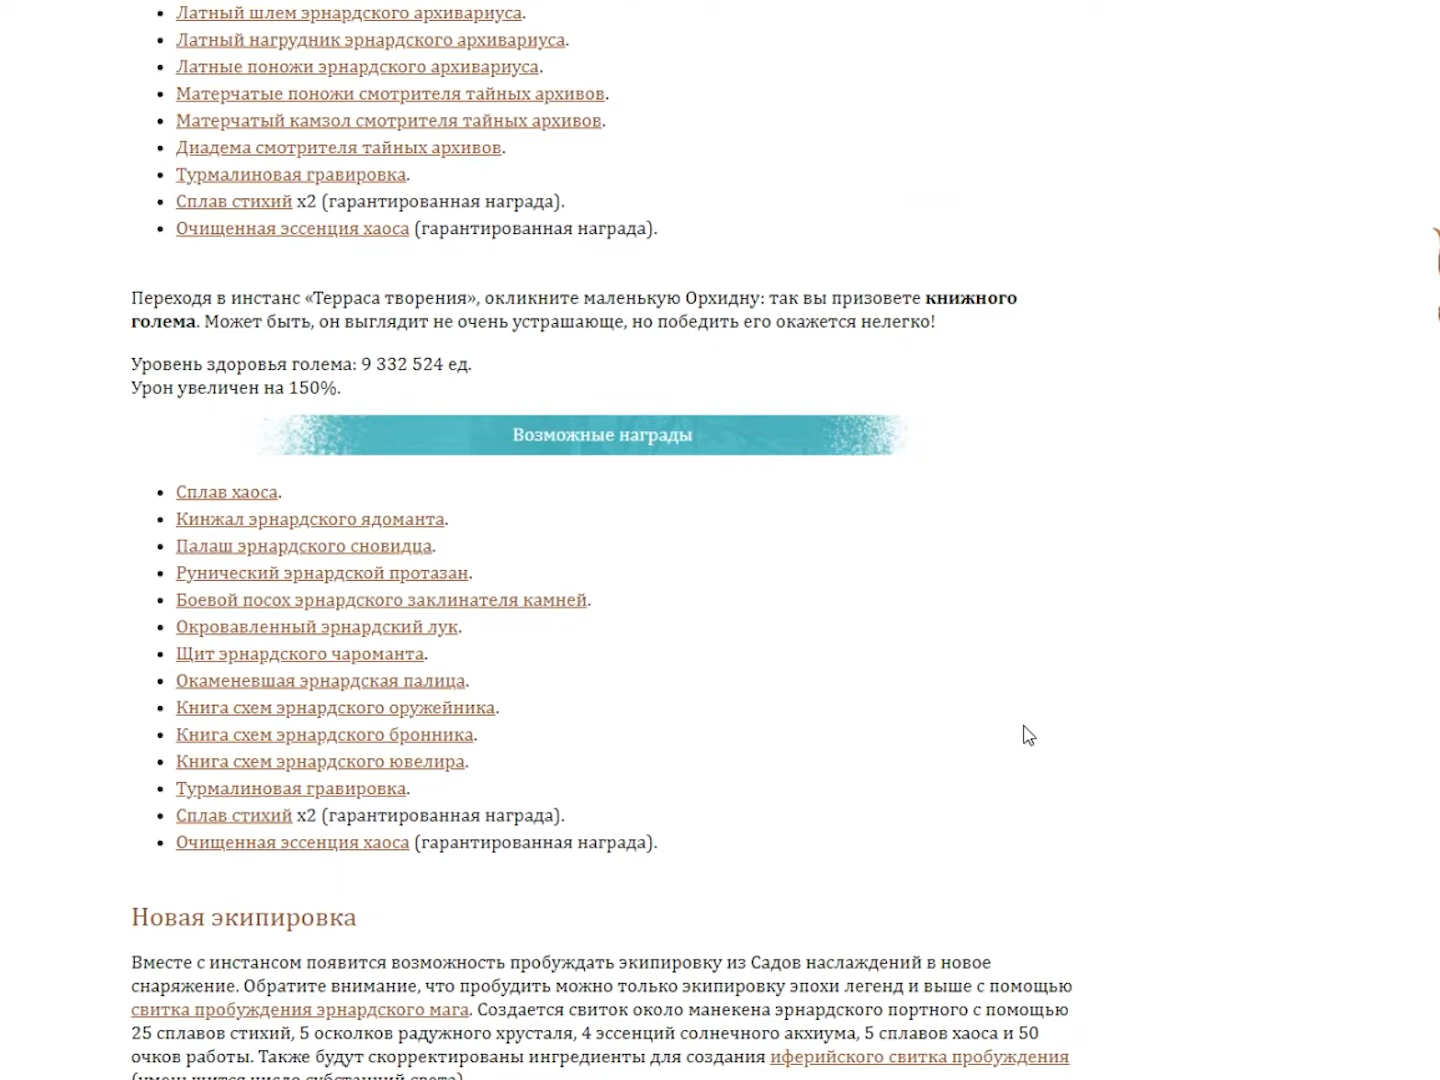 Латный шлем эрнардского архивариуса.
Латный нагрудник эрнардского архивариуса.
Латные поножи эрнардского архивариуса.
Матерчатые поножи смотрителя тайных архивов.
Матерчатый камзол смотрителя тайных архивов.
Диадема смотрителя тайных архивов.
Турмалиновая гравировка.
Сплав стихий х2 (гарантированная награда).
Очищенная эссенция хаоса (гарантированная награда).
Переходя в инстанс «Терраса творения», окликните маленькую Орхидну: так вы призовете книжного
голема. Может быть, он выглядит не очень устрашающе, но победить его окажется нелегко!
Уровень здоровья голема: 9 332 524 ед.
Урон увеличен на 150%.
Возможные награды
Сплав хаоса.
Кинжал эрнардского ядоманта.
Палаш эрнардского сновидца.
Рунический эрнардской протазан.
Боевой посох эрнардского заклинателя камней.
Окровавленный эрнардский лук.
Щит эрнардского чароманта.
Окаменевшая эрнардская палица.
Книга схем эрнардского оружейника.
Книга схем эрнардского бронника.
Книга схем эрнардского ювелира.
Турмалиновая гравировка.
Сплав стихий х2 (гарантированная награда).
Очищенная эссенция хаоса (гарантированная награда).
Новая экипировка
Вместе с инстансом появится возможность пробуждать экипировку из Садов наслаждений в новое
снаряжение. Обратите внимание, что пробудить можно только экипировку эпохи легенд и выше с помощью
свитка пробуждения эрнардского мага. Создается свиток около манекена эрнардского портного с помощью
25 сплавов стихий, 5 осколков радужного хрусталя, 4 эссенций солнечного акхиума, 5 сплавов хаоса и 50
очков работы. Также будут скорректированы ингредиенты для создания иферийского свитка пробуждения
(уменьшится число субстанций света).